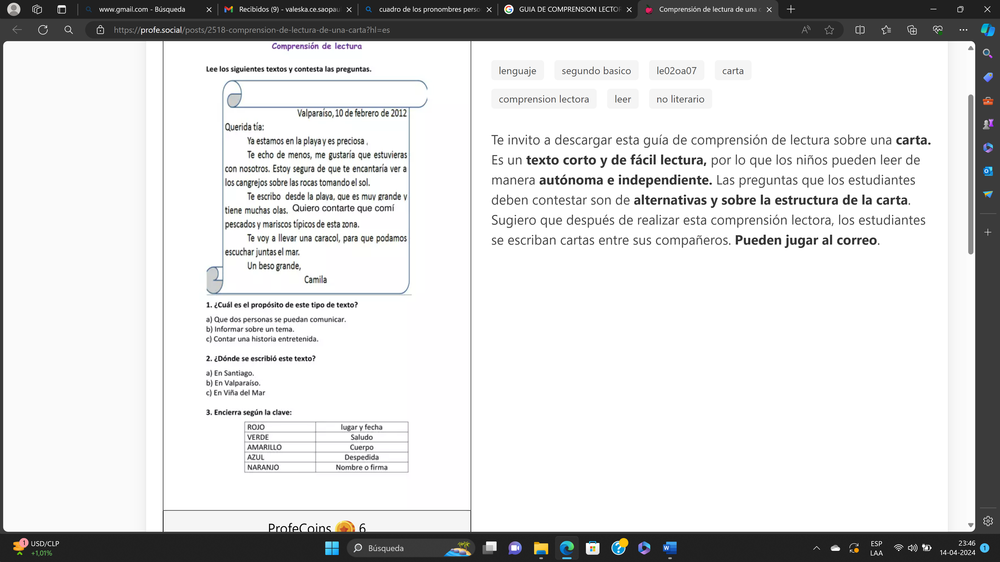 www.gmail.com - Búsqueda
Recibidos (9) - valeska.ce.saopaul
cuadro de los pronombres perso
GUIA DE COMPRENSION LECTOR
Comprensión de lectura de una c
https://profe.social/posts/2518-comprension-de-lectura-de-una-carta?hl=es
Comprensión de lectura
Lee los siguientes textos y contesta las preguntas.
Valparaíso, 10 de febrero de 2012
Querida tía:
Ya estamos en la playa y es preciosa .
Te echo de menos, me gustaría que estuvieras
con nosotros. Estoy segura de que te encantaría ver a
los cangrejos sobre las rocas tomando el sol.
Te escribo desde la playa, que es muy grande y
tiene muchas olas. Quiero contarte que comí
pescados y mariscos típicos de esta zona.
Te voy a llevar una caracol, para que podamos
escuchar juntas el mar.
Un beso grande,
Camila
1. ¿Cuál es el propósito de este tipo de texto?
a) Que dos personas se puedan comunicar.
b) Informar sobre un tema.
c) Contar una historia entretenida.
2. ¿Dónde se escribió este texto?
a) En Santiago.
b) En Valparaíso.
c) En Viña del Mar
3. Encierra según la clave:
ROJO lugar y fecha
VERDE Saludo
AMARILLO Cuerpo
AZUL Despedida
NARANJO Nombre o firma
ProfeCoins 6
lenguaje segundo basico le02oa07 carta
comprension lectora leer no literario
Te invito a descargar esta guía de comprensión de lectura sobre una carta.
Es un texto corto y de fácil lectura, por lo que los niños pueden leer de
manera autónoma e independiente. Las preguntas que los estudiantes
deben contestar son de alternativas y sobre la estructura de la carta.
Sugiero que después de realizar esta comprensión lectora, los estudiantes
se escriban cartas entre sus compañeros. Pueden jugar al correo.
1 USD/CLP
+1,01%
Búsqueda
ESP
LAA
23:46
14-04-2024
1